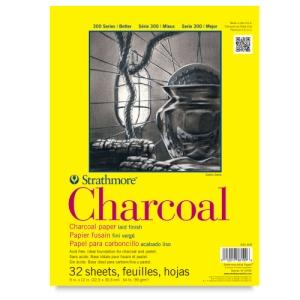 300 Series / Better
Série 300 / Mieux
Serie 300 / Mejor
Strathmore
Charcoal
Charcoal paper laid finish
Papier fusain fini vergé
Papel para carboncillo acabado liso
32 sheets, feuilles, hojas